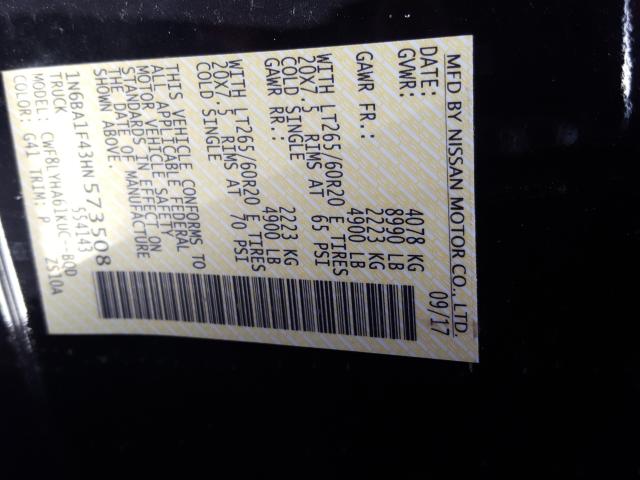 MFD BY NISSAN MOTOR CO., LTD.
DATE: 09/17
GVWR: 4078 KG
8990 LB
GAWR FR.: 2223 KG
4900 LB
WITH LT265/60R20 E TIRES
20X7.5 RIMS AT 65 PSI
COLD SINGLE
GAWR RR.: 2223 KG
4900 LB
WITH LT265/60R20 E TIRES
20X7.5 RIMS AT 70 PSI
COLD SINGLE
THIS VEHICLE CONFORMS TO
ALL APPLICABLE FEDERAL
MOTOR VEHICLE SAFETY
STANDARDS IN EFFECT ON
THE DATE OF MANUFACTURE
SHOWN ABOVE.
1N6BA1F43HN573508
TRUCK 554143
MODEL: CWF8LYHA61KUC--BQD
COLOR: G41 TRIM: P ZS10A